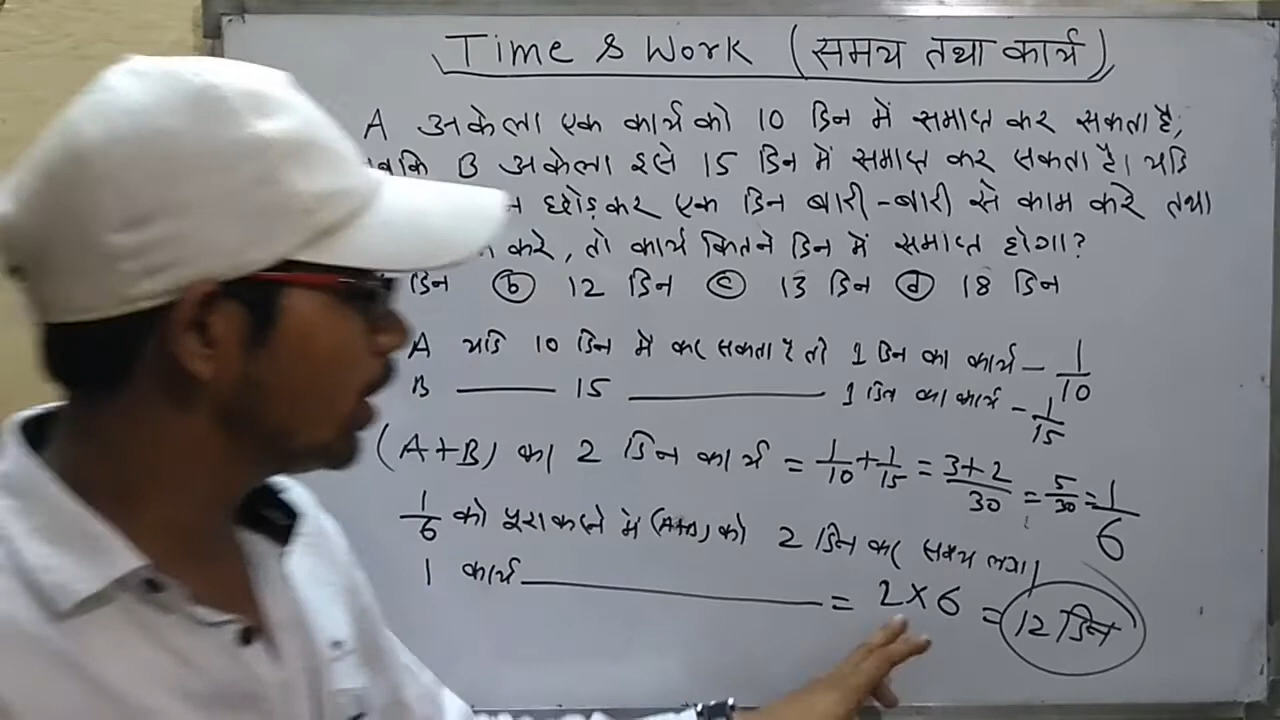 Time & Work (समय तथा कार्य)
A अकेला एक कार्य को 10 दिन में समाप्त कर सकता है,
B अकेला इसे 15 दिन में समाप्त कर सकता है। यदि
छोड़कर एक दिन बारी-बारी से काम करे तथा
करे, तो कार्य कितने दिन में समाप्त होगा?
दिन (b) 12 दिन (c) 13 दिन (d) 18 दिन
A यदि 10 दिन में कर सकता है तो 1 दिन का कार्य - 1/10
B —— 15 —— 1 दिन का कार्य - 1/15
(A+B) का 2 दिन कार्य = 1/10 + 1/15 = 3+2/30 = 5/30 = 1/6
1/6 को पूरा करने में (A+B) को 2 दिन का समय लगा।
1 कार्य —— = 2×6 = 12 दिन